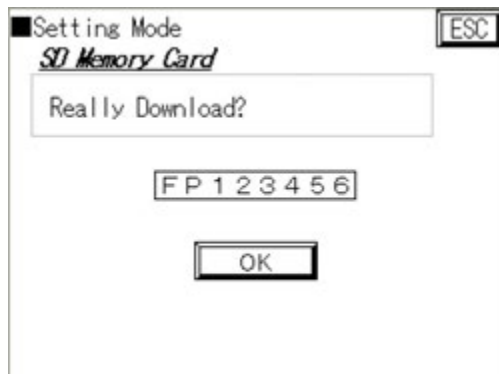 ■Setting Mode
ESC
SD Memory Card
Really Download?
FP123456
OK